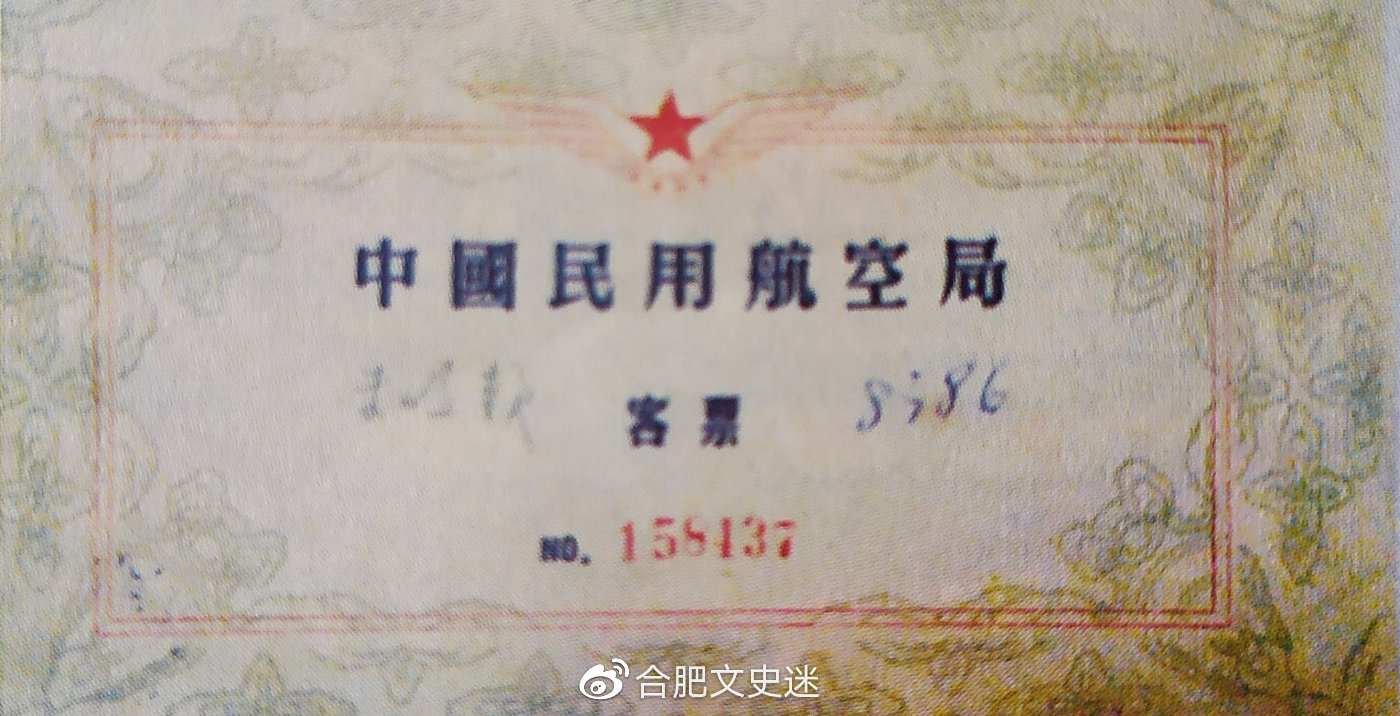 中國民用航空局
客票
NO. 158437
合肥文史迷